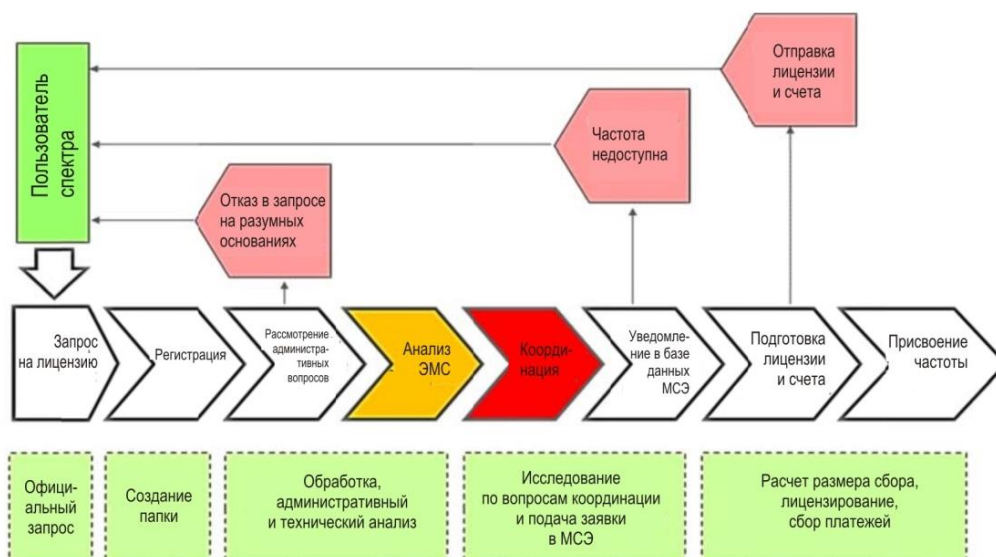 Отправка
лицензии
и счета
Пользователь
спектра
Частота
недоступна
Отказ в запросе
на разумных
основаниях
Запрос
на лицензию
Регистрация
Рассмотрение
административных
вопросов
Анализ
ЭМС
Коорди-
нация
Уведомле-
ние в базе
данных
МСЭ
Подготовка
лицензии
и счета
Присвоение
частоты
Офици-
альный
запрос
Создание
папки
Обработка,
административный
и технический анализ
Исследование
по вопросам координации
и подача заявки
в МСЭ
Расчет размера сбора,
лицензирование,
сбор платежей